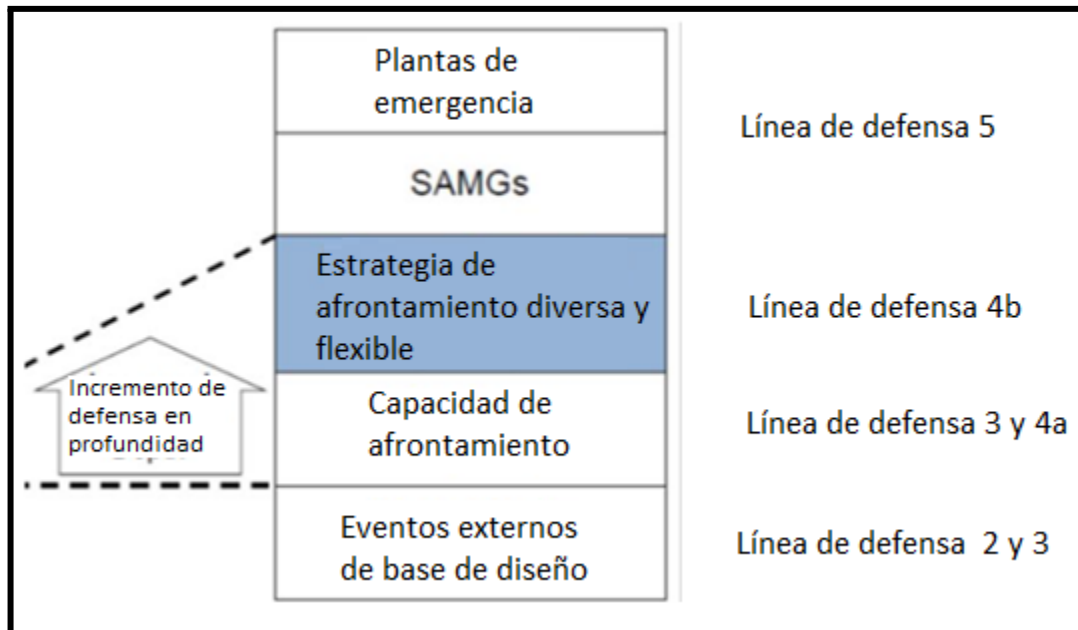 Plantas de
emergencia
Línea de defensa 5
SAMGs
Estrategia de
afrontamiento diversa y
flexible
Línea de defensa 4b
Incremento de
defensa en
profundidad
Capacidad de
afrontamiento
Línea de defensa 3 y 4a
Eventos externos
de base de diseño
Línea de defensa 2 y 3